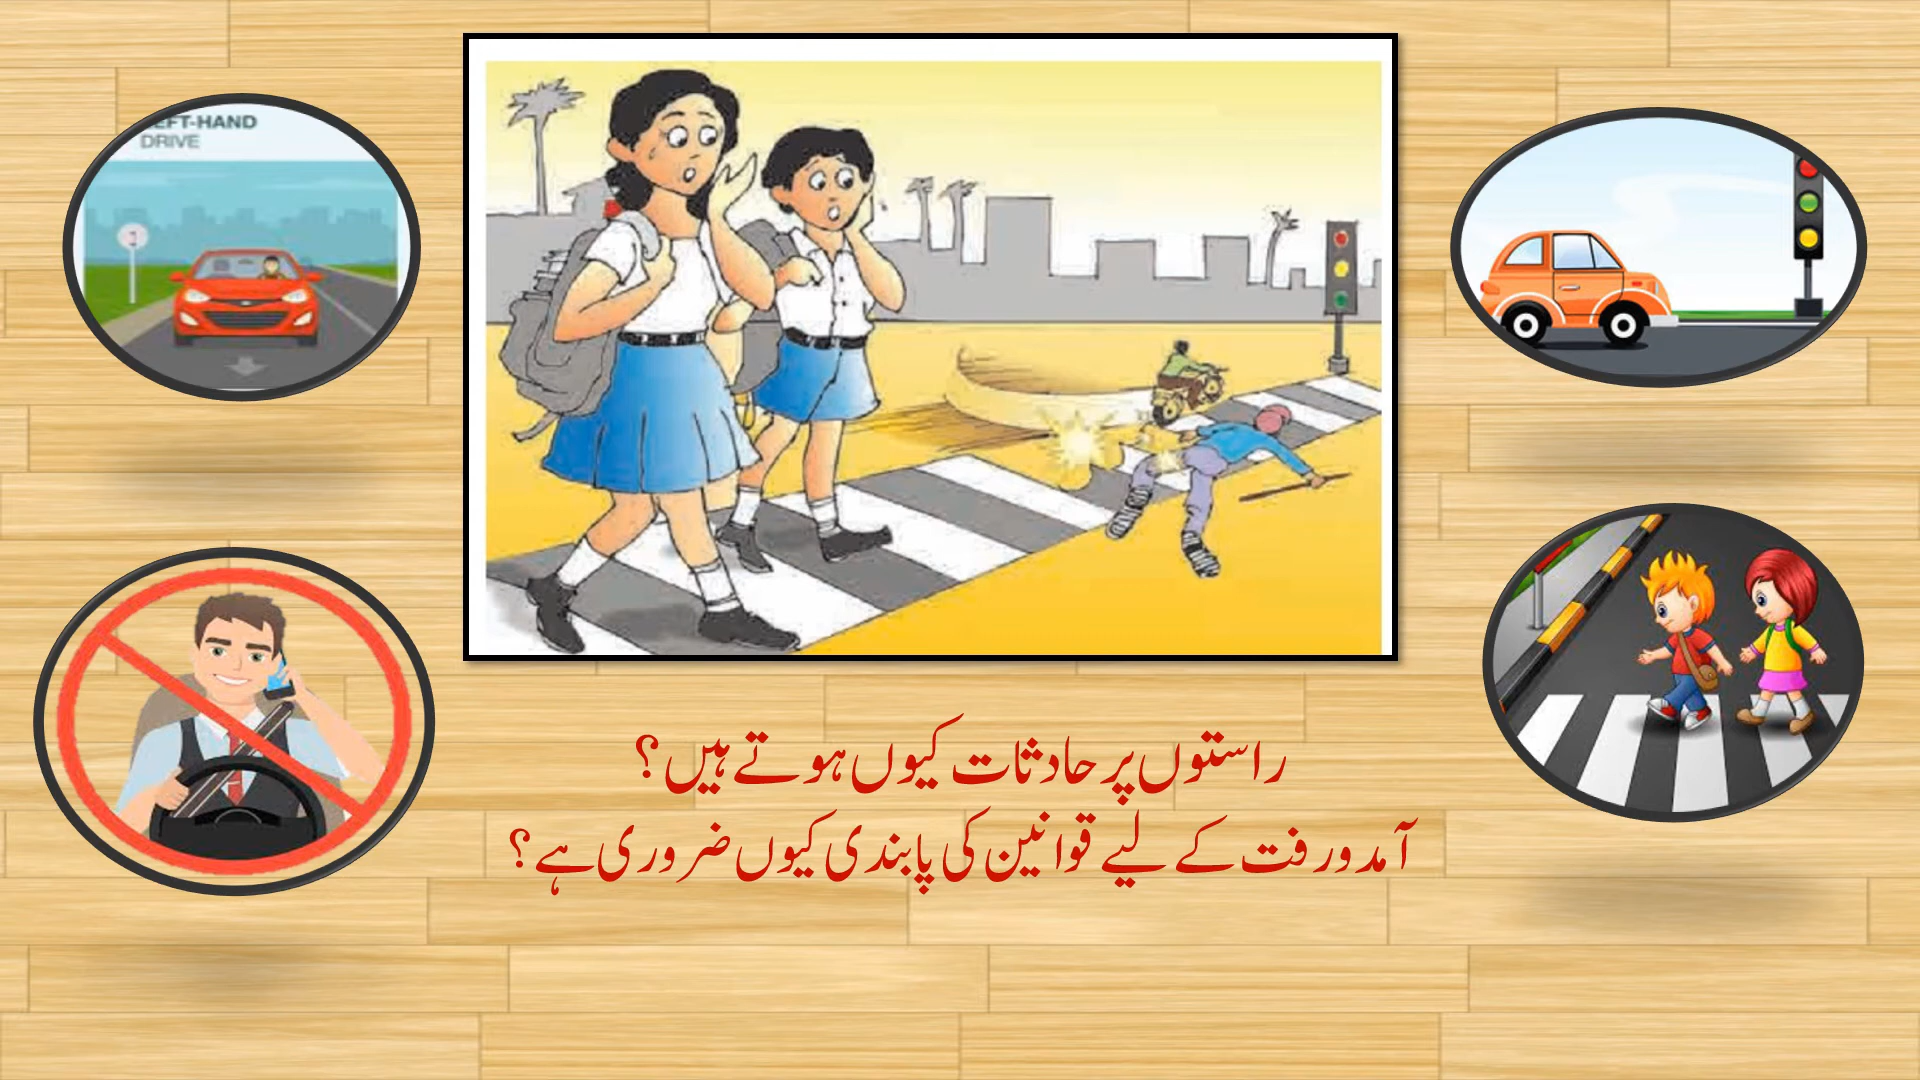 EFT-HAND
DRIVE
راستوں پر حادثات کیوں ہوتے ہیں؟
آمدورفت کے لیے قوانین کی پابندی کیوں ضروری ہے؟